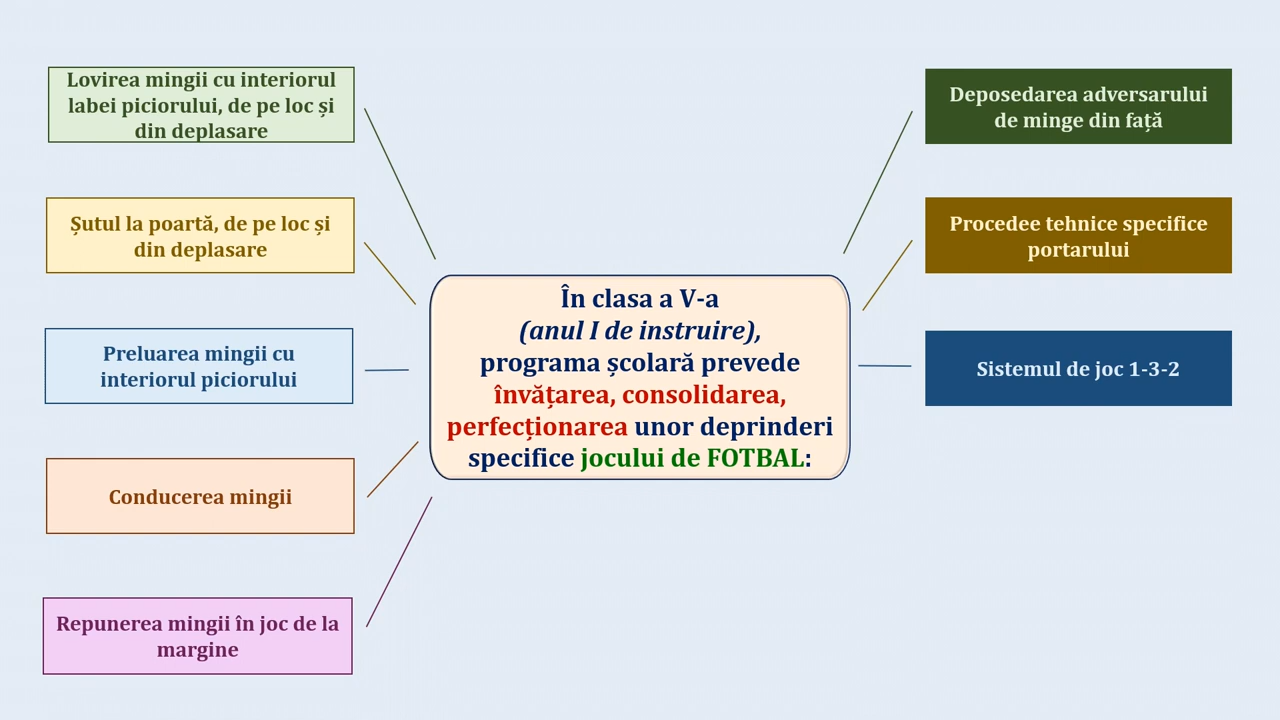 Lovirea mingii cu interiorul
labei piciorului, de pe loc și
din deplasare
Șutul la poartă, de pe loc și
din deplasare
Preluarea mingii cu
interiorul piciorului
Conducerea mingii
Repunerea mingii în joc de la
margine
În clasa a V-a
(anul I de instruire),
programa școlară prevede
învățarea, consolidarea,
perfecționarea unor deprinderi
specifice jocului de FOTBAL:
Deposedarea adversarului
de minge din față
Procedee tehnice specifice
portarului
Sistemul de joc 1-3-2